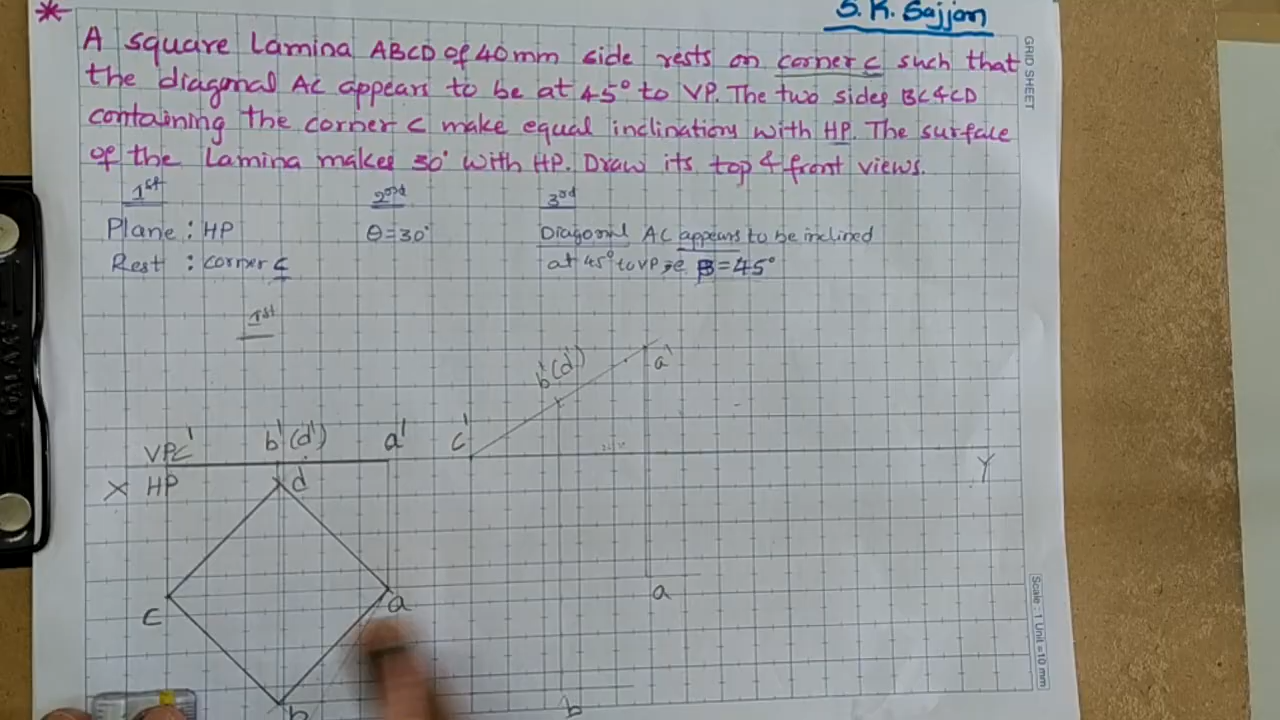 S. R. Sajjan
* A square Lamina ABCD of 40mm side rests on corner c such that
the diagonal AC appears to be at 45° to VP. The two sides BC & CD
containing the corner C make equal inclinations with HP. The surface
of the Lamina makes 30° with HP. Draw its top & front views.
1st 2nd 3rd
Plane : HP θ=30° Diagonal AC appears to be inclined
Rest : corner C at 45° to VP ie β=45°
1st
b'(d') a'
VP c' b'(d') a' c'
X HP d Y
c a a
b b
GRID SHEET
Scale : 1 Unit = 10 mm